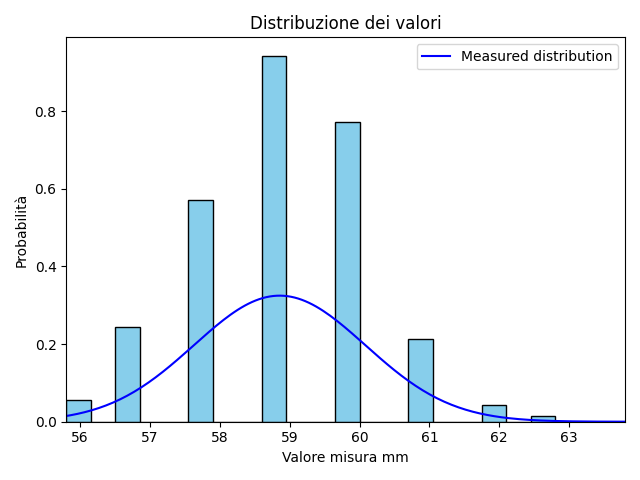 Distribuzione dei valori
Measured distribution
Probabilità
0.8
0.6
0.4
0.2
0.0
56 57 58 59 60 61 62 63
Valore misura mm